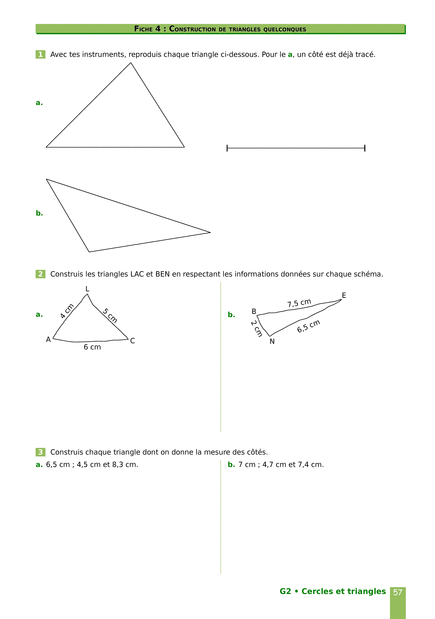 FICHE 4 : CONSTRUCTION DE TRIANGLES QUELCONQUES
1 Avec tes instruments, reproduis chaque triangle ci-dessous. Pour le a, un côté est déjà tracé.
a.
b.
2 Construis les triangles LAC et BEN en respectant les informations données sur chaque schéma.
a.
L
4 cm
5 cm
A
C
6 cm
b.
E
7,5 cm
B
2 cm
6,5 cm
N
3 Construis chaque triangle dont on donne la mesure des côtés.
a. 6,5 cm ; 4,5 cm et 8,3 cm.
b. 7 cm ; 4,7 cm et 7,4 cm.
G2 • Cercles et triangles 57